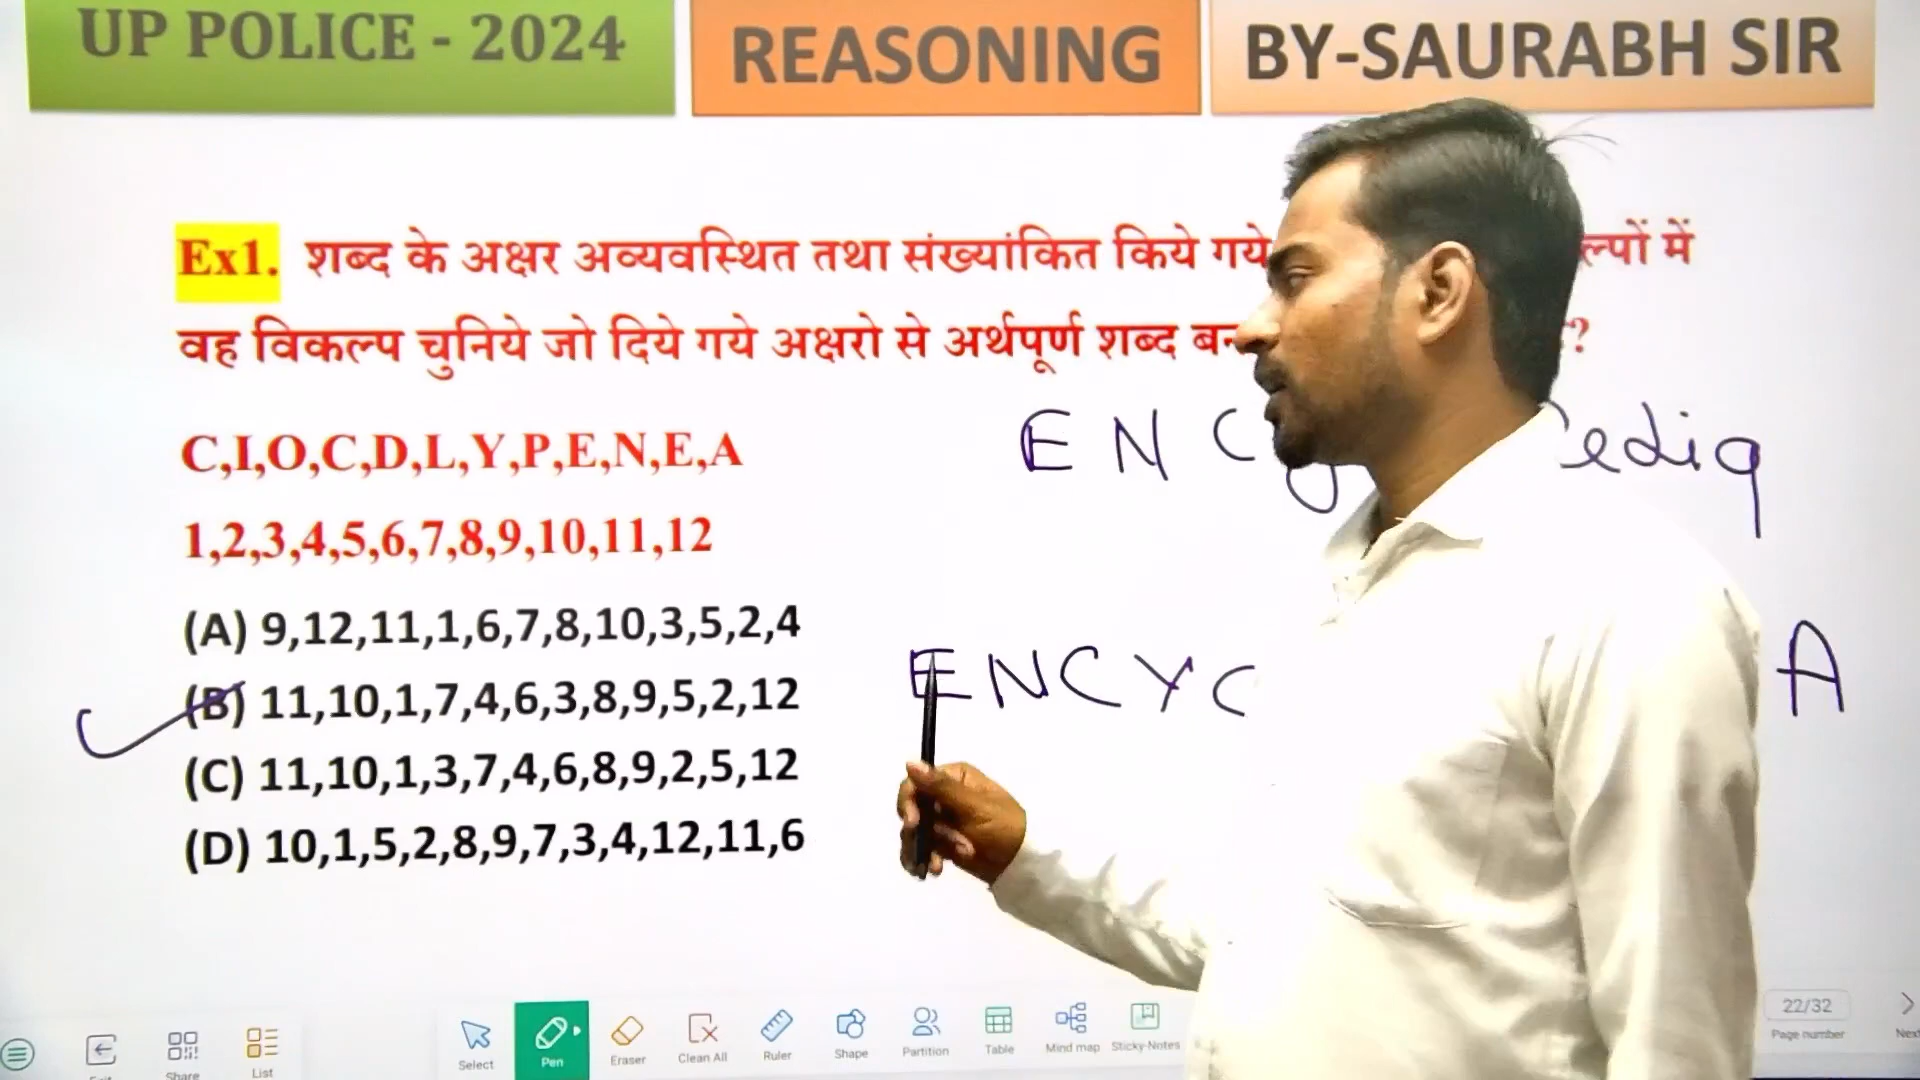 UP POLICE - 2024
REASONING
BY-SAURABH SIR
Ex1. शब्द के अक्षर अव्यवस्थित तथा संख्यांकित किये गये ल्पों में
वह विकल्प चुनिये जो दिये गये अक्षरो से अर्थपूर्ण शब्द बन ?
C,I,O,C,D,L,Y,P,E,N,E,A
1,2,3,4,5,6,7,8,9,10,11,12
(A) 9,12,11,1,6,7,8,10,3,5,2,4
(B) 11,10,1,7,4,6,3,8,9,5,2,12
(C) 11,10,1,3,7,4,6,8,9,2,5,12
(D) 10,1,5,2,8,9,7,3,4,12,11,6
E N C edia
ENCYC A
Share
List
Select
Pen
Eraser
Clean All
Ruler
Shape
Partition
Table
Mind map
Sticky-Notes
22/32
Page number
Next